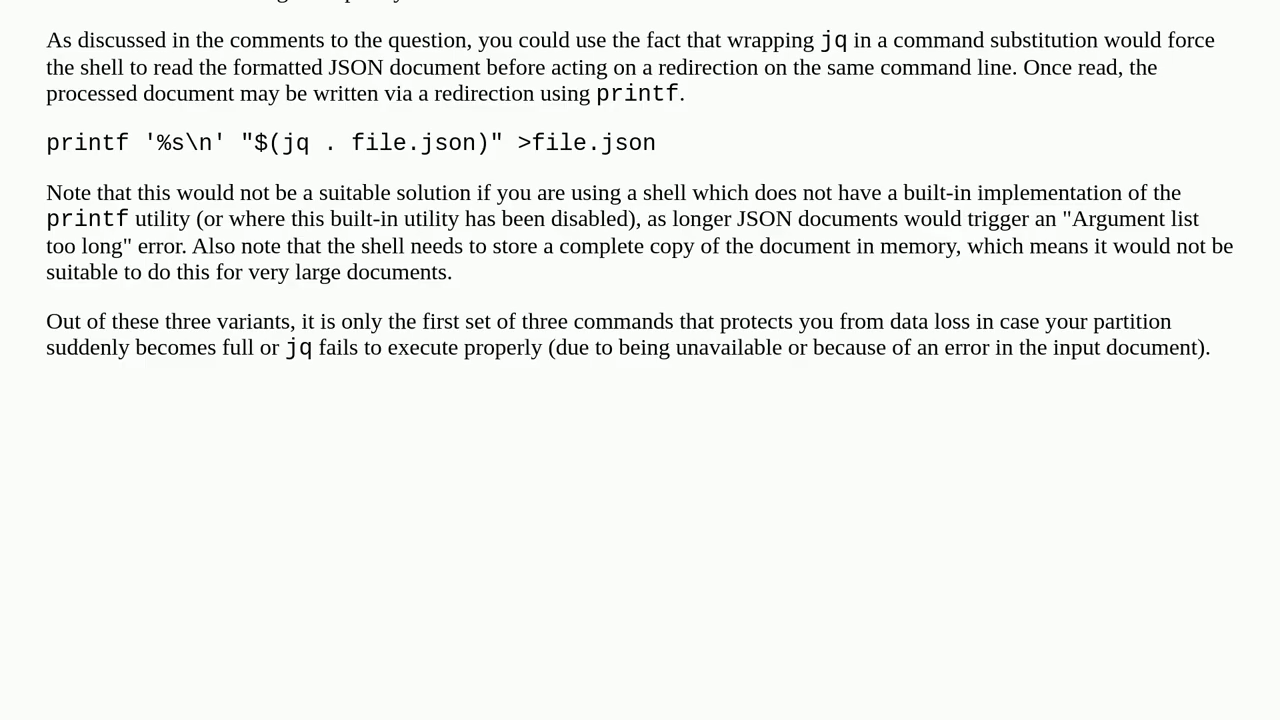 As discussed in the comments to the question, you could use the fact that wrapping jq in a command substitution would force
the shell to read the formatted JSON document before acting on a redirection on the same command line. Once read, the
processed document may be written via a redirection using printf.
printf '%s\n' "$(jq . file.json)" >file.json
Note that this would not be a suitable solution if you are using a shell which does not have a built-in implementation of the
printf utility (or where this built-in utility has been disabled), as longer JSON documents would trigger an "Argument list
too long" error. Also note that the shell needs to store a complete copy of the document in memory, which means it would not be
suitable to do this for very large documents.
Out of these three variants, it is only the first set of three commands that protects you from data loss in case your partition
suddenly becomes full or jq fails to execute properly (due to being unavailable or because of an error in the input document).